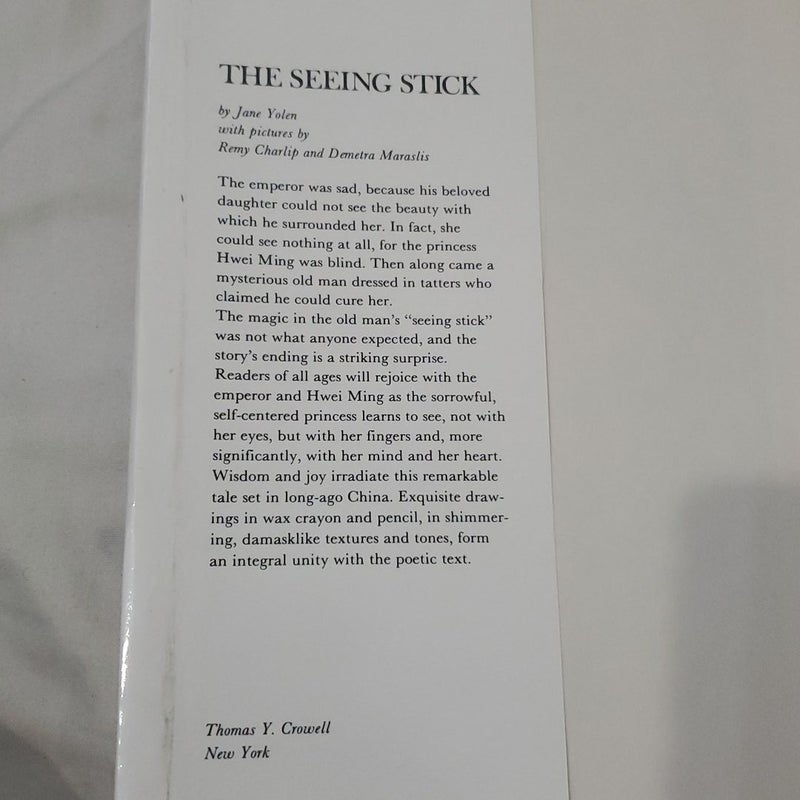 THE SEEING STICK
by Jane Yolen
with pictures by
Remy Charlip and Demetra Maraslis
The emperor was sad, because his beloved
daughter could not see the beauty with
which he surrounded her. In fact, she
could see nothing at all, for the princess
Hwei Ming was blind. Then along came a
mysterious old man dressed in tatters who
claimed he could cure her.
The magic in the old man's “seeing stick”
was not what anyone expected, and the
story's ending is a striking surprise.
Readers of all ages will rejoice with the
emperor and Hwei Ming as the sorrowful,
self-centered princess learns to see, not with
her eyes, but with her fingers and, more
significantly, with her mind and her heart.
Wisdom and joy irradiate this remarkable
tale set in long-ago China. Exquisite draw-
ings in wax crayon and pencil, in shimmer-
ing, damasklike textures and tones, form
an integral unity with the poetic text.
Thomas Y. Crowell
New York